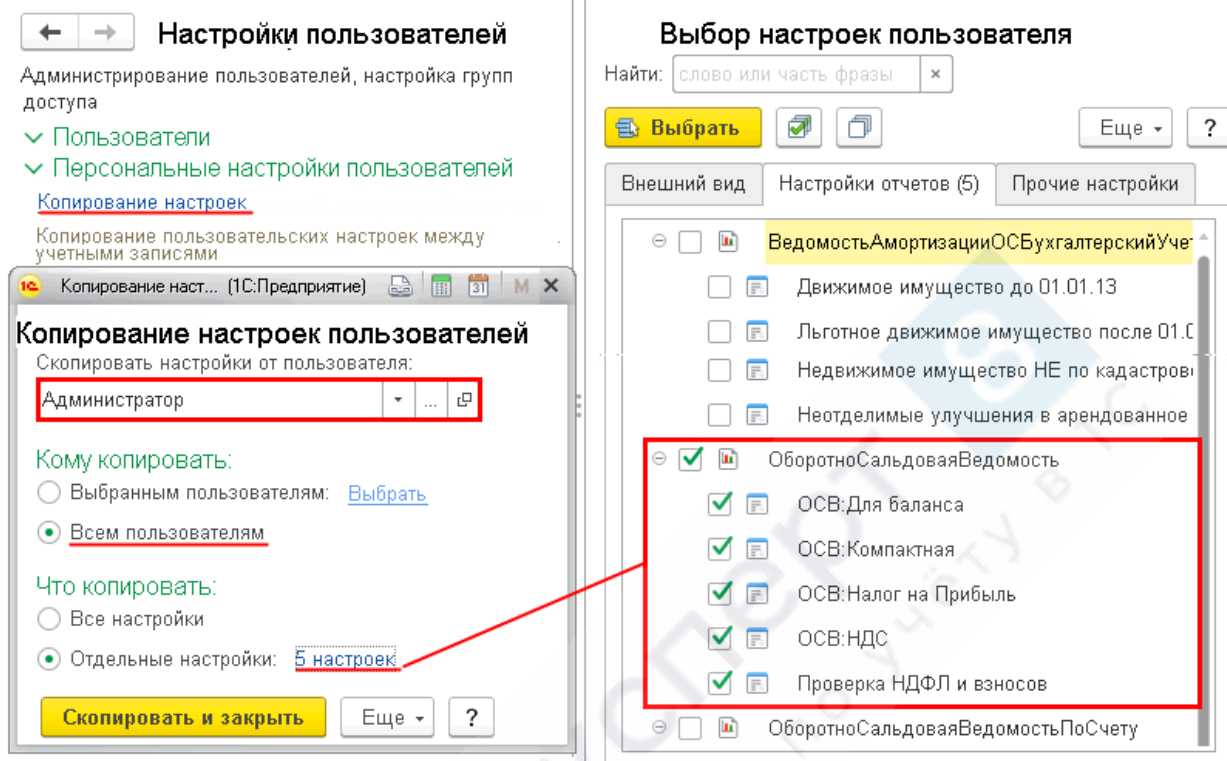 Настройки пользователей
Администрирование пользователей, настройка групп
доступа
Пользователи
Персональные настройки пользователей
Копирование настроек
Копирование пользовательских настроек между
учетными записями
Копирование наст... (1С:Предприятие)
31
M
Копирование настроек пользователей
Скопировать настройки от пользователя:
Администратор
...
Кому копировать:
Выбранным пользователям: Выбрать
Всем пользователям
Что копировать:
Все настройки
Отдельные настройки: 5 настроек
Скопировать и закрыть
Еще
?
Выбор настроек пользователя
Найти: слово или часть фразы ×
Выбрать
Еще
?
Внешний вид
Настройки отчетов (5)
Прочие настройки
ВедомостьАмортизацииОСБухгалтерскийУчет
Движимое имущество до 01.01.13
Льготное движимое имущество после 01.0
Недвижимое имущество НЕ по кадастрові
Неотделимые улучшения в арендованное
ОборотноСальдоваяВедомость
ОСВ:Для баланса
ОСВ:Компактная
ОСВ:Налог на Прибыль
ОСВ:НДС
Проверка НДФЛ и взносов
ОборотноСальдоваяВедомостьПоСчету